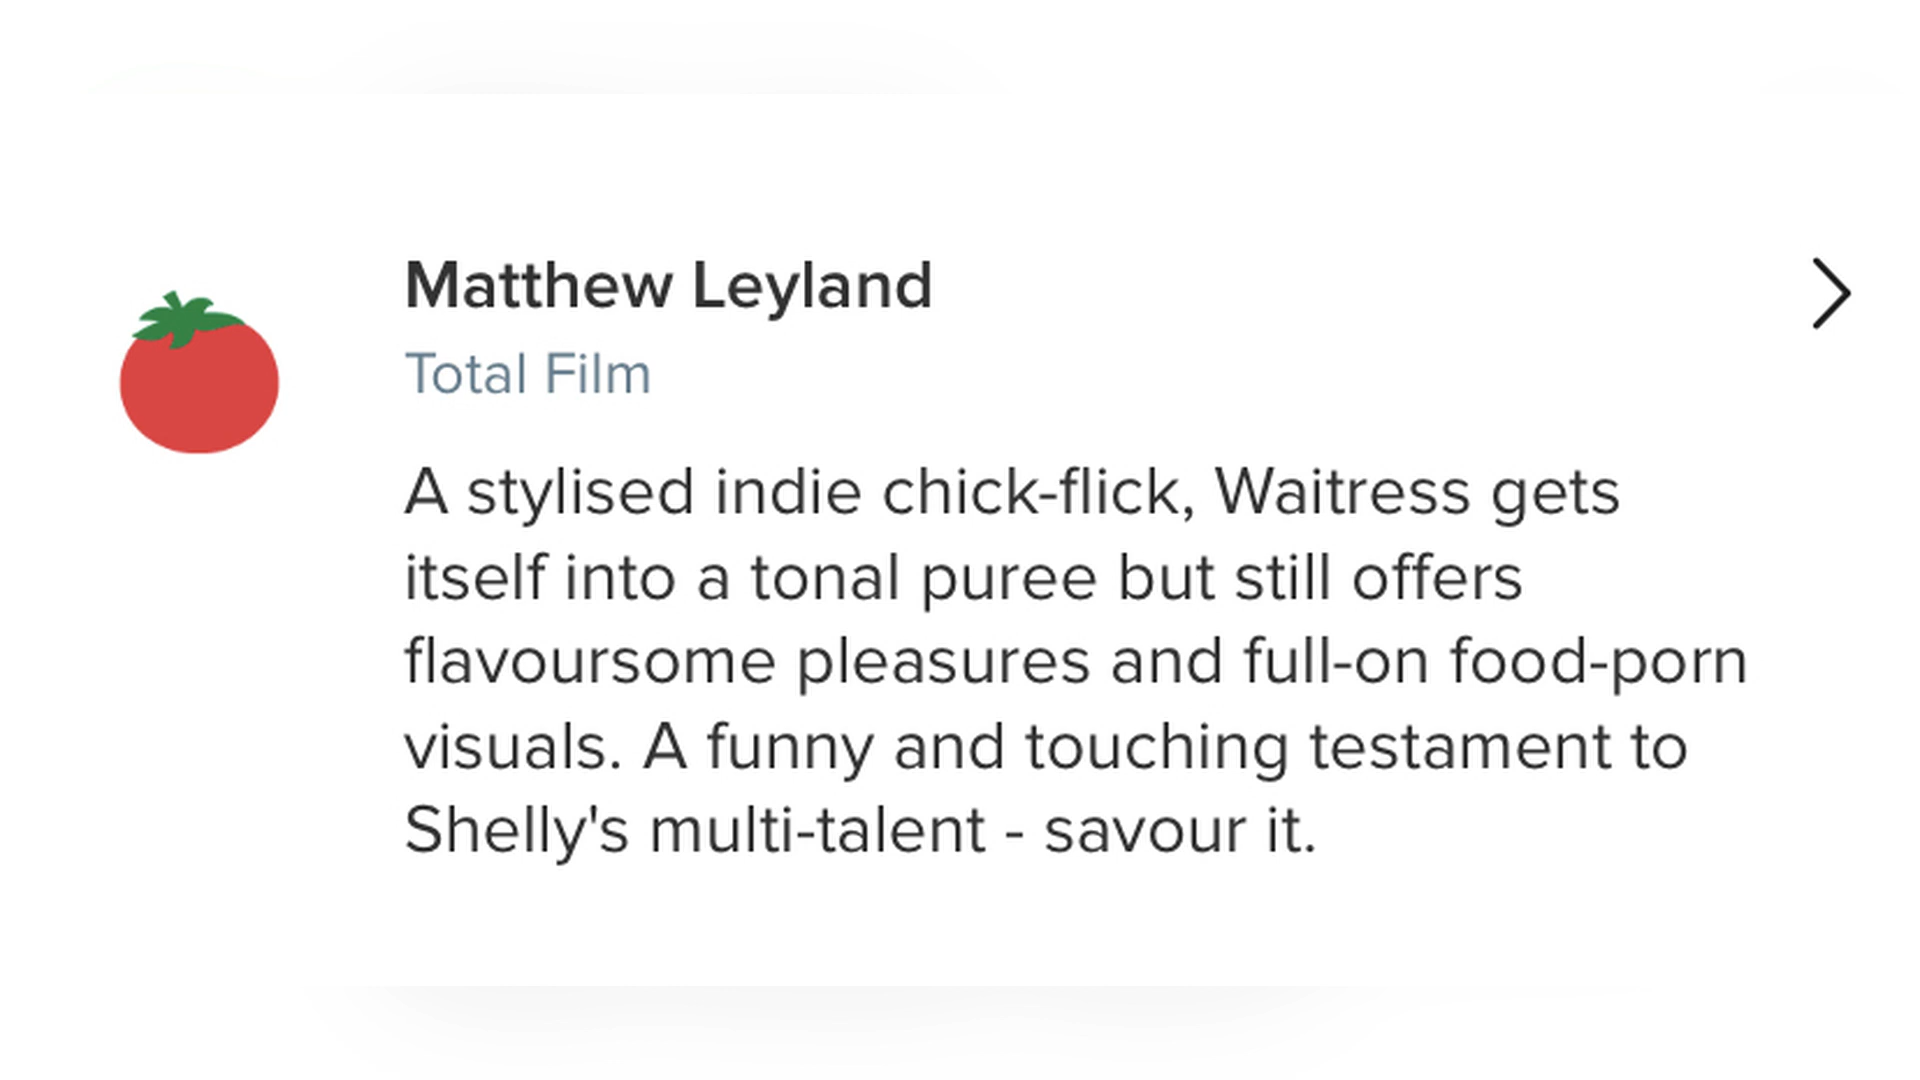 Matthew Leyland
Total Film
A stylised indie chick-flick, Waitress gets
itself into a tonal puree but still offers
flavoursome pleasures and full-on food-porn
visuals. A funny and touching testament to
Shelly's multi-talent - savour it.